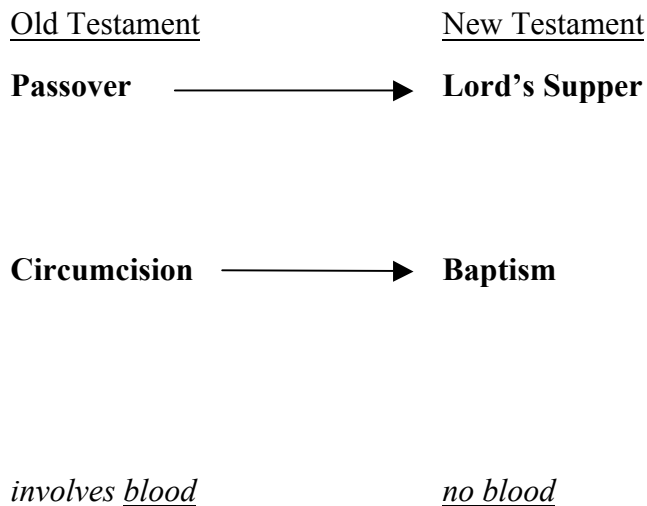 Old Testament New Testament
Passover Lord’s Supper
Circumcision Baptism
involves blood no blood